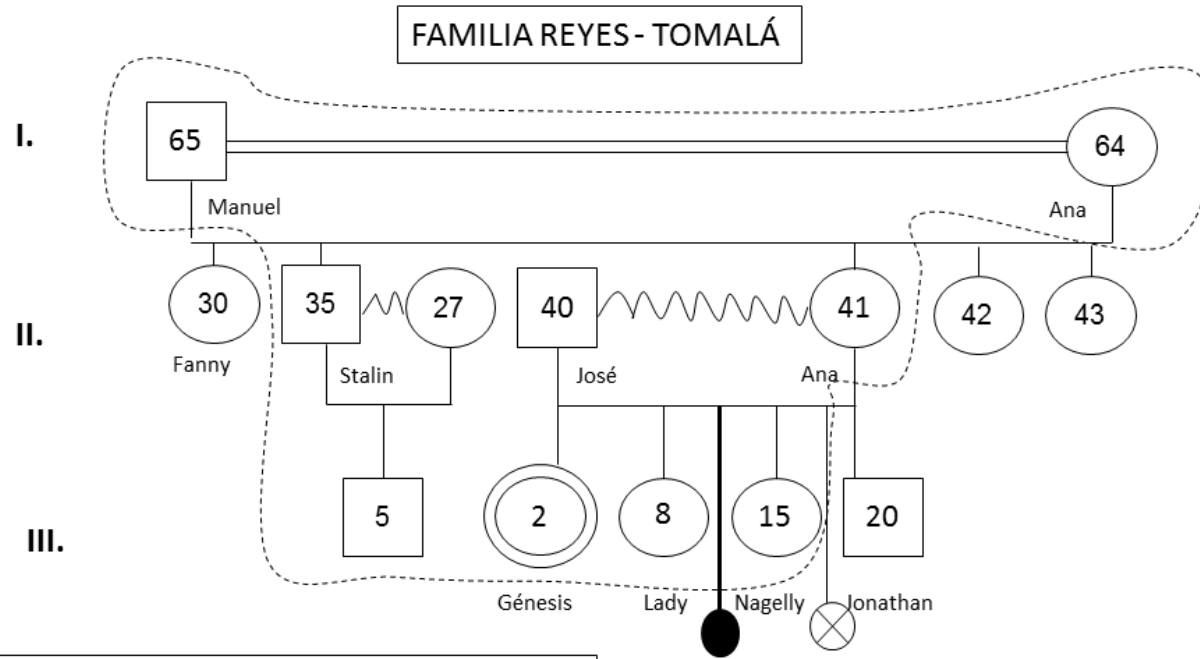 FAMILIA REYES - TOMALÁ
I.
65
64
Manuel
Ana
II.
30
35
27
40
41
42
43
Fanny
Stalin
José
Ana
III.
5
2
8
15
20
Génesis
Lady
Nagelly
Jonathan